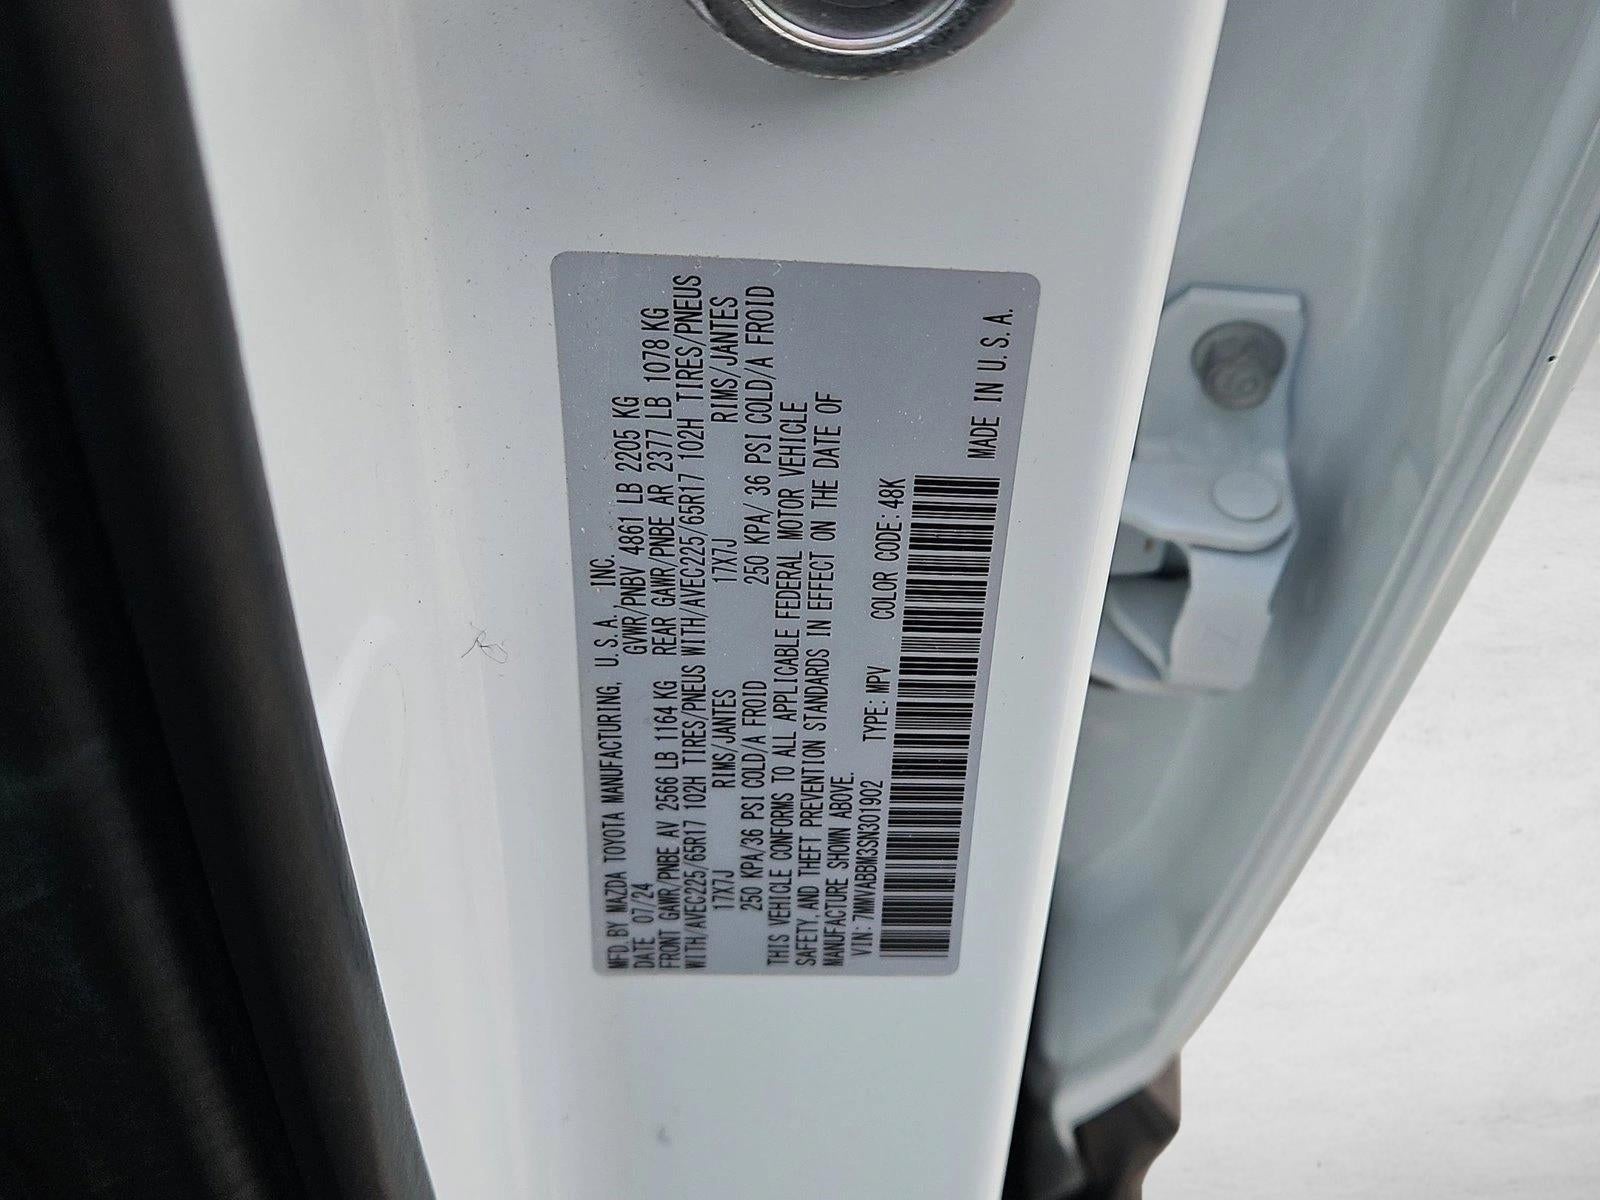 MFD. BY MAZDA TOYOTA MANUFACTURING, U.S.A., INC.
DATE 07/24 GVWR/PNBV 4861 LB 2205 KG
FRONT GAWR/PNBE AV 2566 LB 1164 KG REAR GAWR/PNBE AR 2377 LB 1078 KG
WITH/AVEC225/65R17 102H TIRES/PNEUS WITH/AVEC225/65R17 102H TIRES/PNEUS
17X7J RIMS/JANTES 17X7J RIMS/JANTES
250 KPA/36 PSI COLD/A FROID 250 KPA/ 36 PSI COLD/A FROID
THIS VEHICLE CONFORMS TO ALL APPLICABLE FEDERAL MOTOR VEHICLE
SAFETY, AND THEFT PREVENTION STANDARDS IN EFFECT ON THE DATE OF
MANUFACTURE SHOWN ABOVE.
VIN: 7MMVABBM3SN301902 TYPE: MPV COLOR CODE: 48K
MADE IN U.S.A.